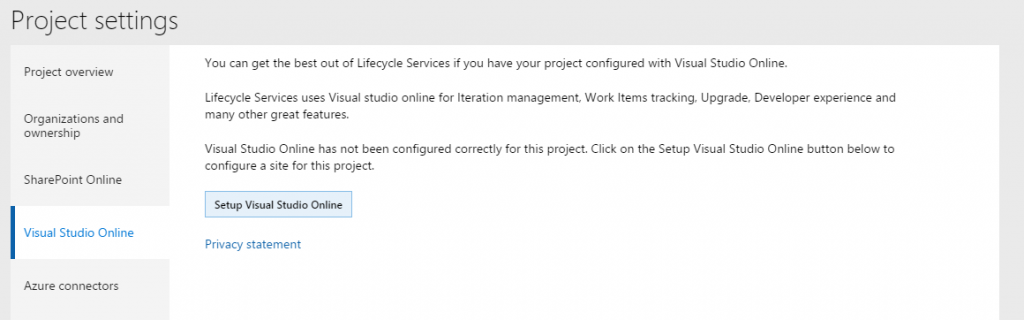 Project settings
Project overview
Organizations and
ownership
SharePoint Online
Visual Studio Online
Azure connectors
You can get the best out of Lifecycle Services if you have your project configured with Visual Studio Online.
Lifecycle Services uses Visual studio online for Iteration management, Work Items tracking, Upgrade, Developer experience and
many other great features.
Visual Studio Online has not been configured correctly for this project. Click on the Setup Visual Studio Online button below to
configure a site for this project.
Setup Visual Studio Online
Privacy statement